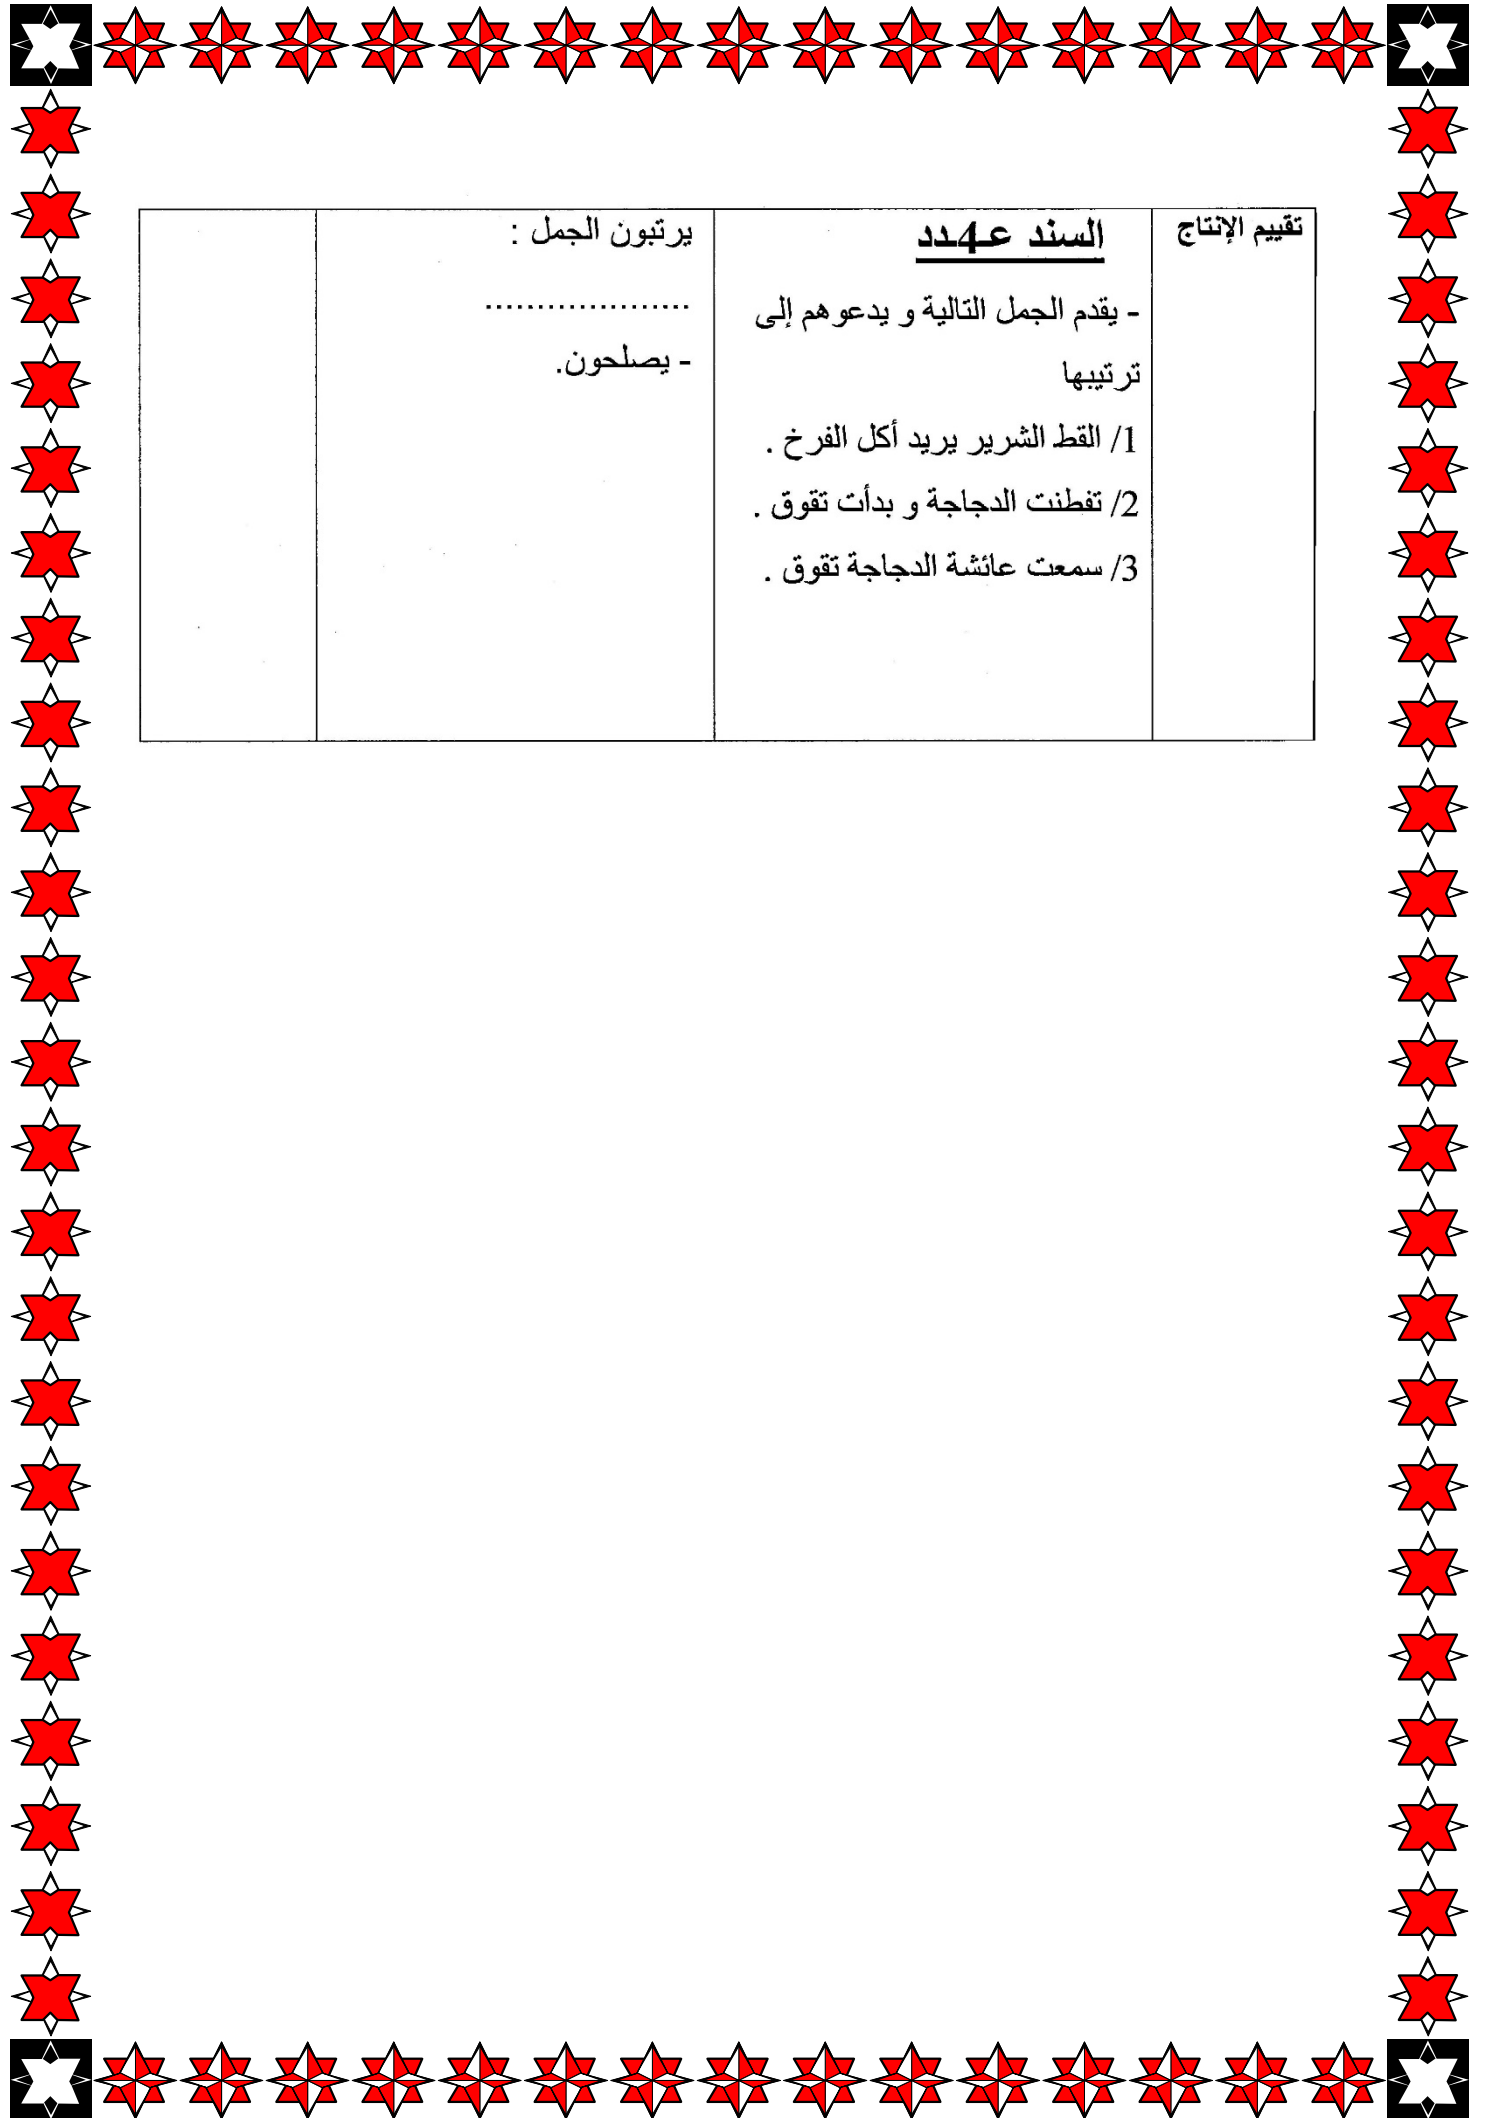 تقييم الإنتاج
السند عـ4ـدد
- يقدم الجمل التالية و يدعوهم إلى
ترتيبها
1/ القط الشرير يريد أكل الفرخ .
2/ تفطنت الدجاجة و بدأت تقوق .
3/ سمعت عائشة الدجاجة تقوق .
يرتبون الجمل :
....................
- يصلحون.